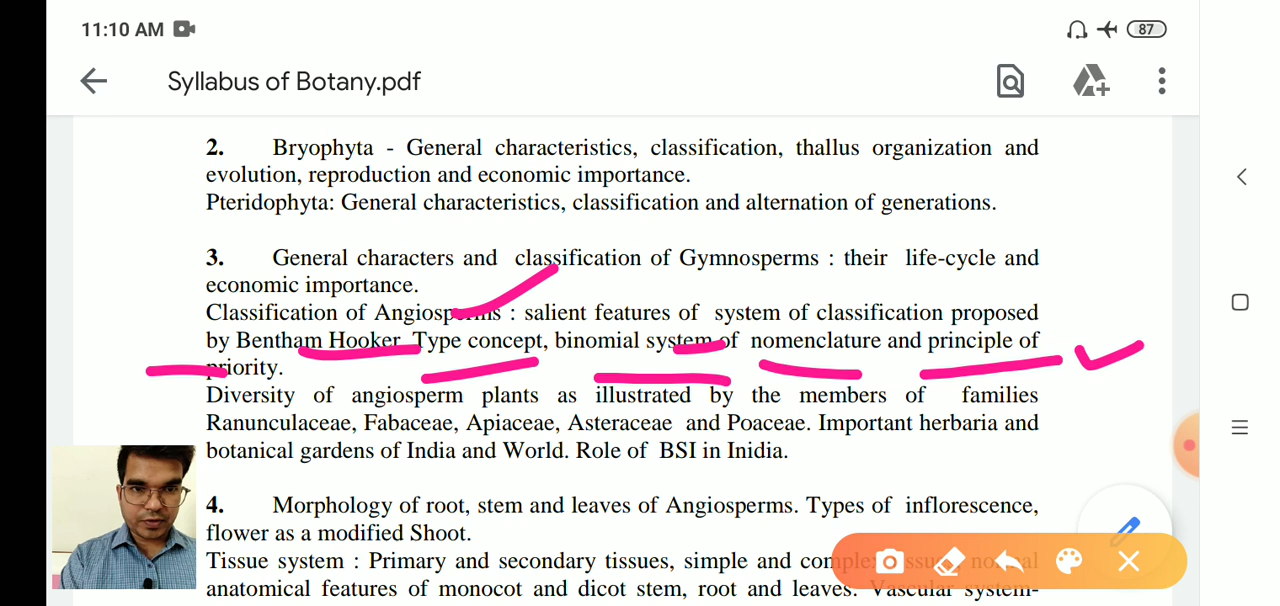 11:10 AM
87
Syllabus of Botany.pdf
2. Bryophyta - General characteristics, classification, thallus organization and
evolution, reproduction and economic importance.
Pteridophyta: General characteristics, classification and alternation of generations.
3. General characters and classification of Gymnosperms : their life-cycle and
economic importance.
Classification of Angiosperms : salient features of system of classification proposed
by Bentham Hooker Type concept, binomial system of nomenclature and principle of
priority.
Diversity of angiosperm plants as illustrated by the members of families
Ranunculaceae, Fabaceae, Apiaceae, Asteraceae and Poaceae. Important herbaria and
botanical gardens of India and World. Role of BSI in Inidia.
4. Morphology of root, stem and leaves of Angiosperms. Types of inflorescence,
flower as a modified Shoot.
Tissue system : Primary and secondary tissues, simple and
anatomical features of monocot and dicot stem, root and leaves. Vascular system-